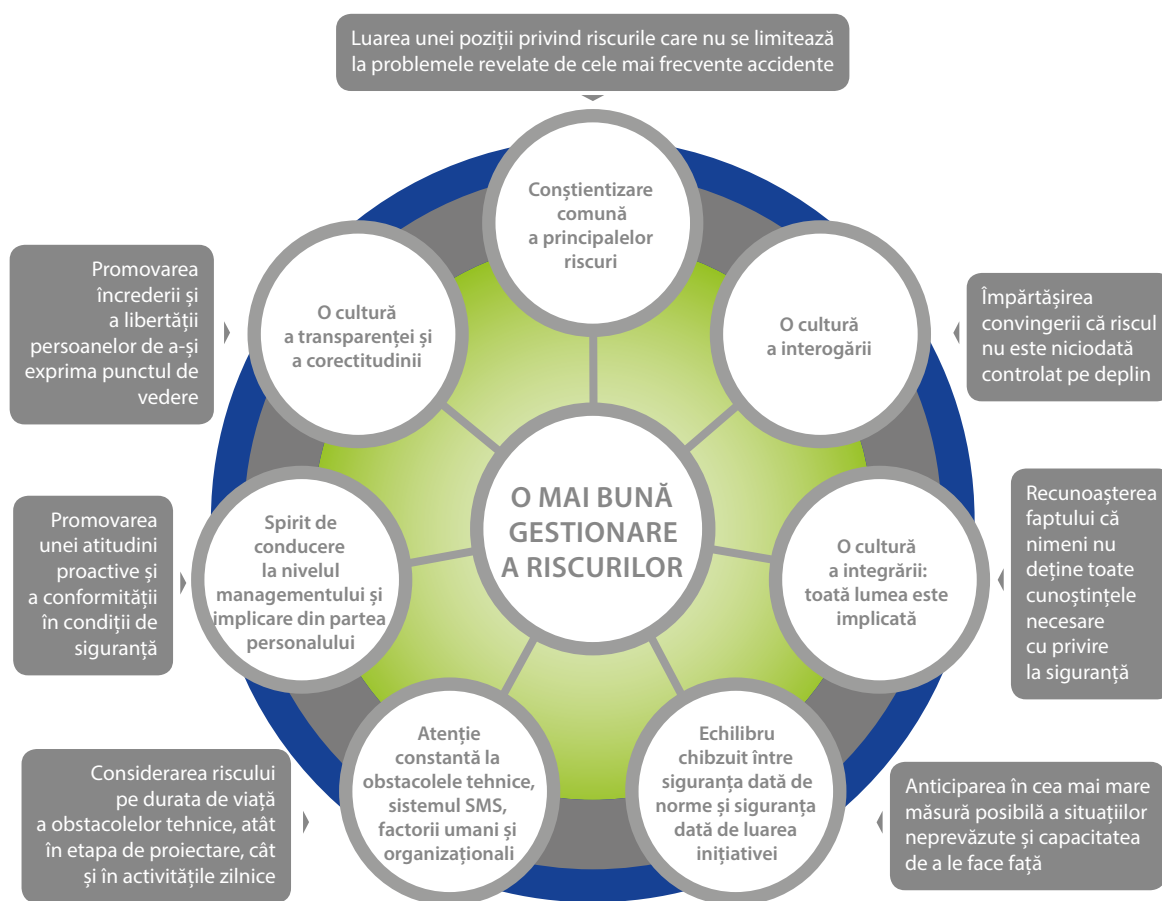 Luarea unei poziții privind riscurile care nu se limitează
la problemele revelate de cele mai frecvente accidente
Conștientizare
comună
a principalelor
riscuri
Promovarea
încrederii și
a libertății
persoanelor de a-și
exprima punctul de
vedere
O cultură
a transparenței și
a corectitudinii
O cultură
a interogării
Împărtășirea
convingerii că riscul
nu este niciodată
controlat pe deplin
O MAI BUNĂ
GESTIONARE
A RISCURILOR
Promovarea
unei atitudini
proactive și
a conformității
în condiții de
siguranță
Spirit de
conducere
la nivelul
managementului și
implicare din partea
personalului
O cultură
a integrării:
toată lumea este
implicată
Recunoașterea
faptului că
nimeni nu
deține toate
cunoștințele
necesare
cu privire
la siguranță
Considerarea riscului
pe durata de viață
a obstacolelor tehnice, atât
în etapa de proiectare, cât
și în activitățile zilnice
Atenție
constantă la
obstacolele tehnice,
sistemul SMS,
factorii umani și
organizaționali
Echilibru
chibzuit între
siguranța dată de
norme și siguranța
dată de luarea
inițiativei
Anticiparea în cea mai mare
măsură posibilă a situațiilor
neprevăzute și capacitatea
de a le face față